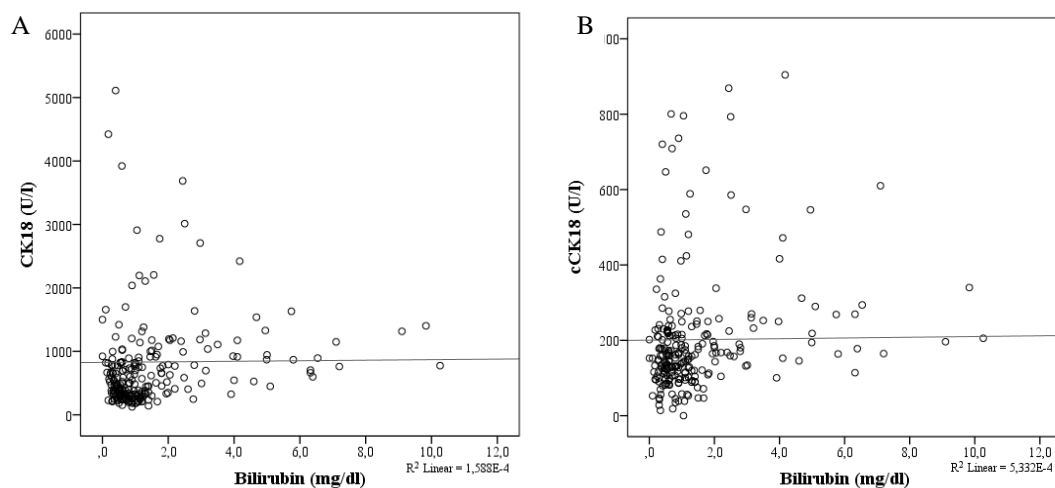 A
B
CK18 (U/l)
6000
5000
4000
3000
2000
1000
0
,0 2,0 4,0 6,0 8,0 10,0 12,0
Bilirubin (mg/dl)
R2 Linear = 1,588E-4
cCK18 (U/l)
00
800
600
400
200
0
,0 2,0 4,0 6,0 8,0 10,0 12,0
Bilirubin (mg/dl)
R2 Linear = 5,332E-4